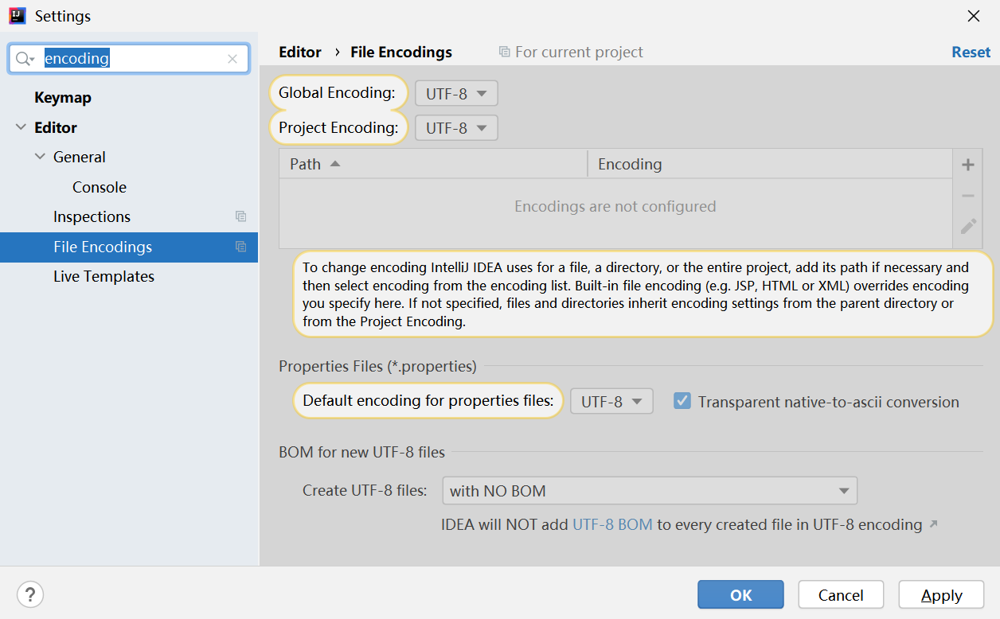 Settings
encoding
Editor › File Encodings
For current project
Reset
Keymap
Editor
General
Console
Inspections
File Encodings
Live Templates
Global Encoding: UTF-8
Project Encoding: UTF-8
Path Encoding
Encodings are not configured
To change encoding IntelliJ IDEA uses for a file, a directory, or the entire project, add its path if necessary and
then select encoding from the encoding list. Built-in file encoding (e.g. JSP, HTML or XML) overrides encoding
you specify here. If not specified, files and directories inherit encoding settings from the parent directory or
from the Project Encoding.
Properties Files (*.properties)
Default encoding for properties files: UTF-8 Transparent native-to-ascii conversion
BOM for new UTF-8 files
Create UTF-8 files: with NO BOM
IDEA will NOT add UTF-8 BOM to every created file in UTF-8 encoding
?
OK Cancel Apply